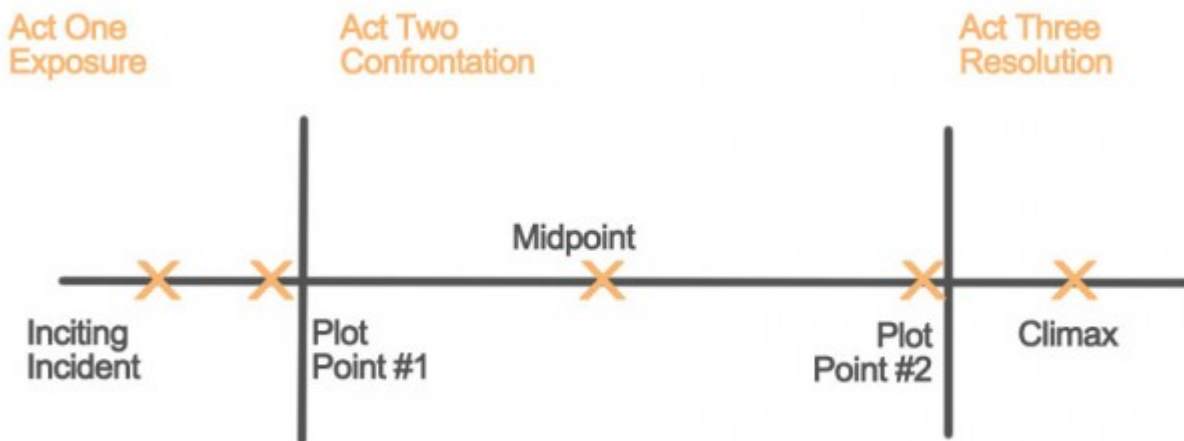 Act One
Exposure
Act Two
Confrontation
Act Three
Resolution
Midpoint
Inciting
Incident
Plot
Point #1
Plot
Point #2
Climax